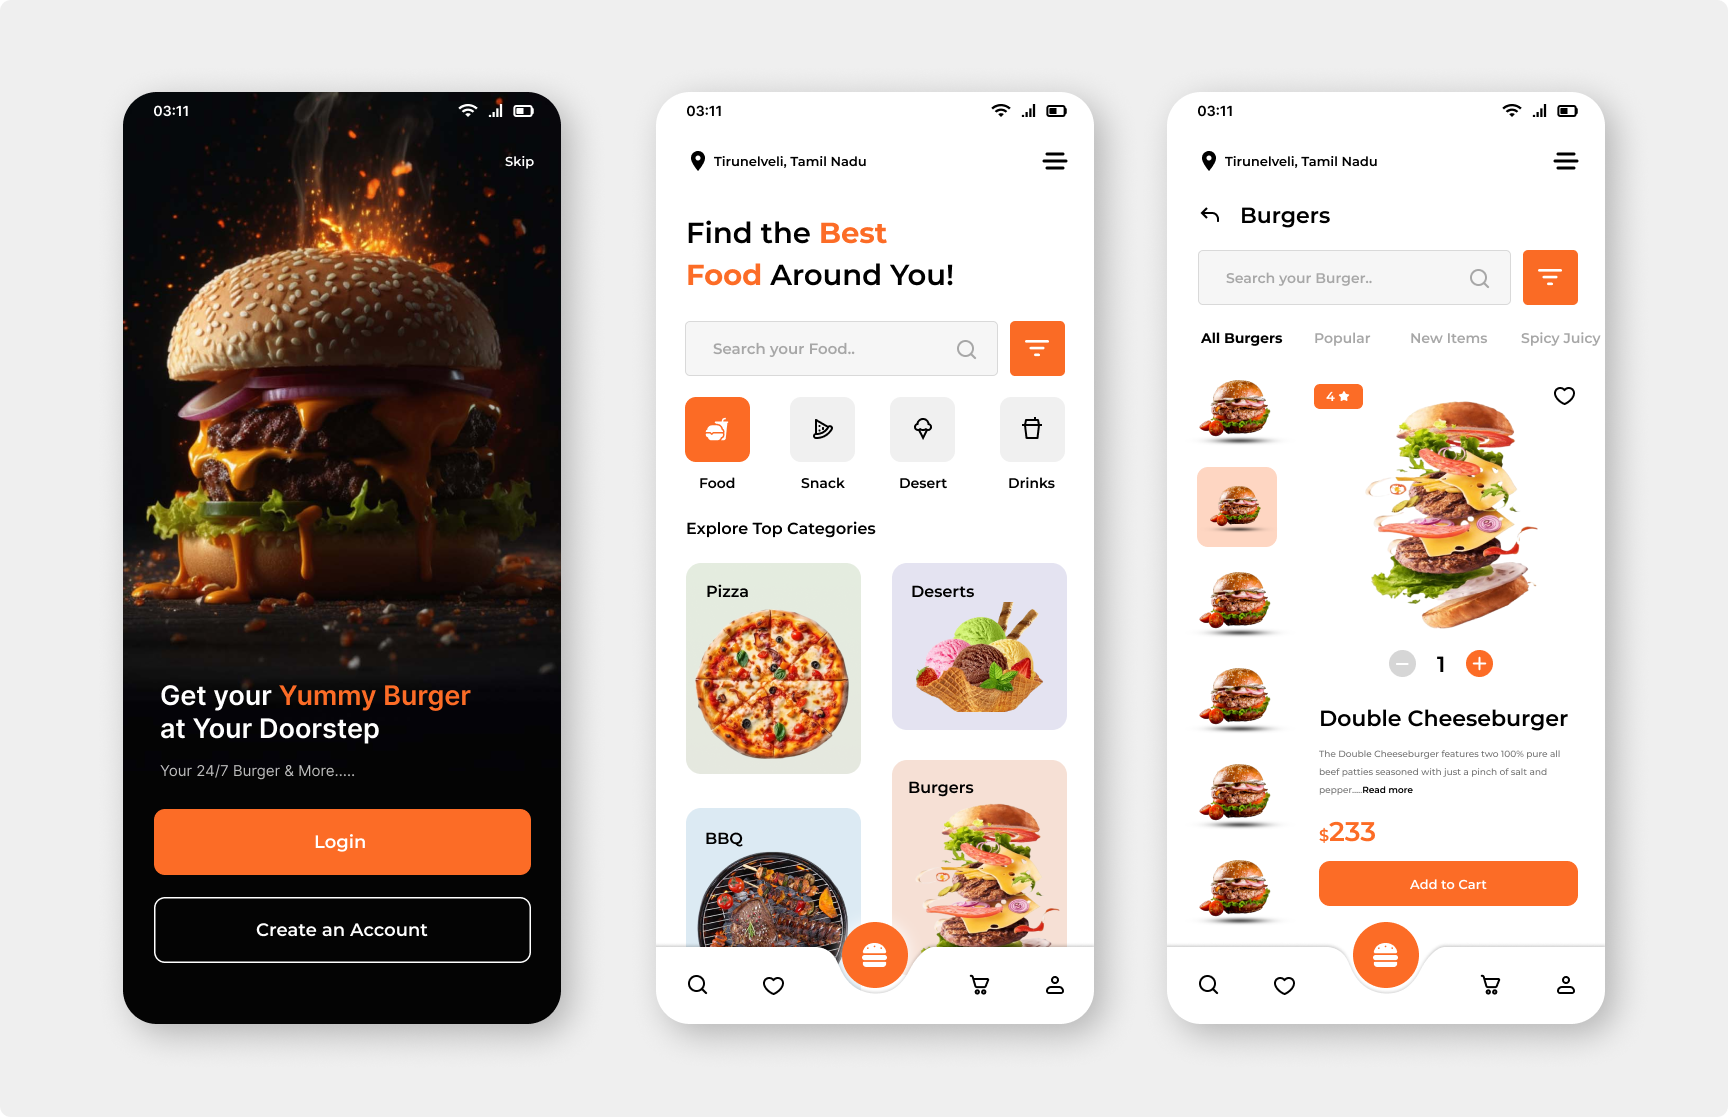 03:11
Skip
Get your Yummy Burger
at Your Doorstep
Your 24/7 Burger & More.....
Login
Create an Account
03:11
Tirunelveli, Tamil Nadu
Find the Best
Food Around You!
Search your Food..
Food
Snack
Desert
Drinks
Explore Top Categories
Pizza
Deserts
BBQ
Burgers
03:11
Tirunelveli, Tamil Nadu
Burgers
Search your Burger..
All Burgers
Popular
New Items
Spicy Juicy
4
1
Double Cheeseburger
The Double Cheeseburger features two 100% pure all
beef patties seasoned with just a pinch of salt and
pepper.....Read more
$233
Add to Cart